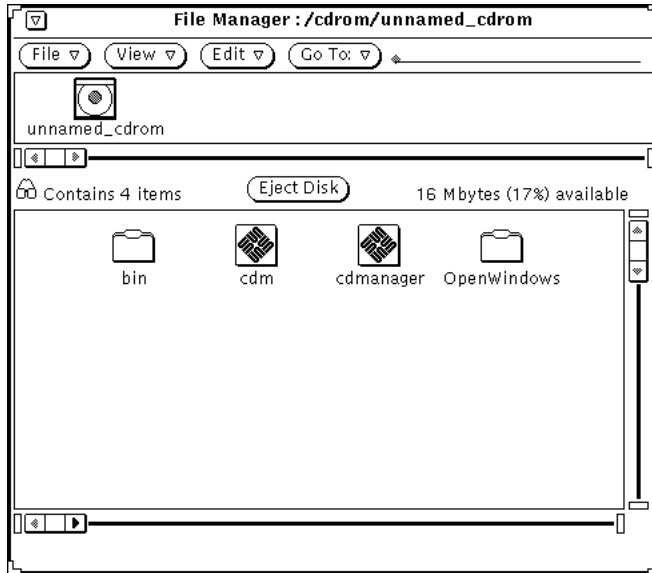 File Manager : /cdrom/unnamed_cdrom
File View Edit Go To:
unnamed_cdrom
Contains 4 items Eject Disk 16 Mbytes (17%) available
bin cdm cdmanager OpenWindows